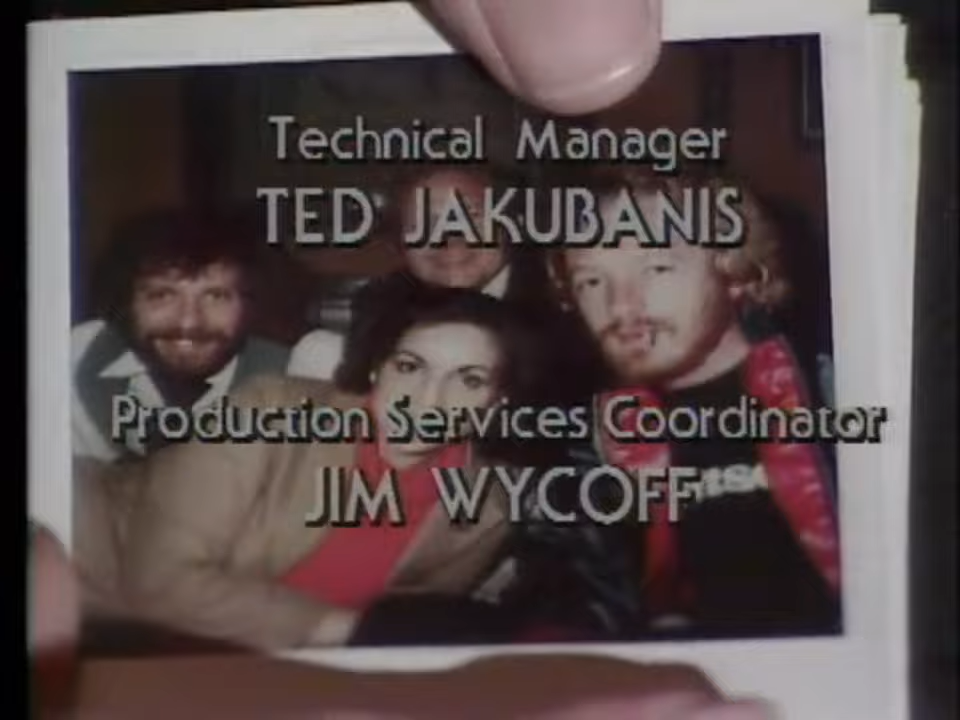 Technical Manager
TED JAKUBANIS
Production Services Coordinator
JIM WYCOFF